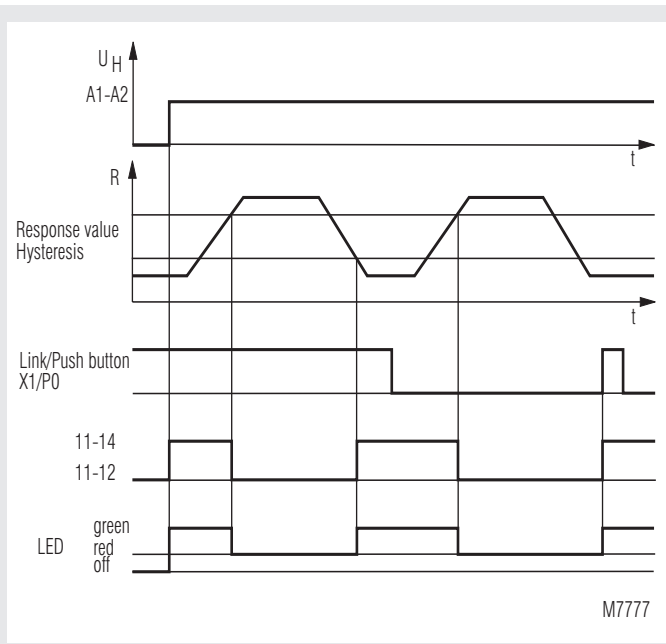 U H
A1-A2
t
R
Response value
Hysteresis
t
Link/Push button
X1/P0
11-14
11-12
green
LED red
off
M7777